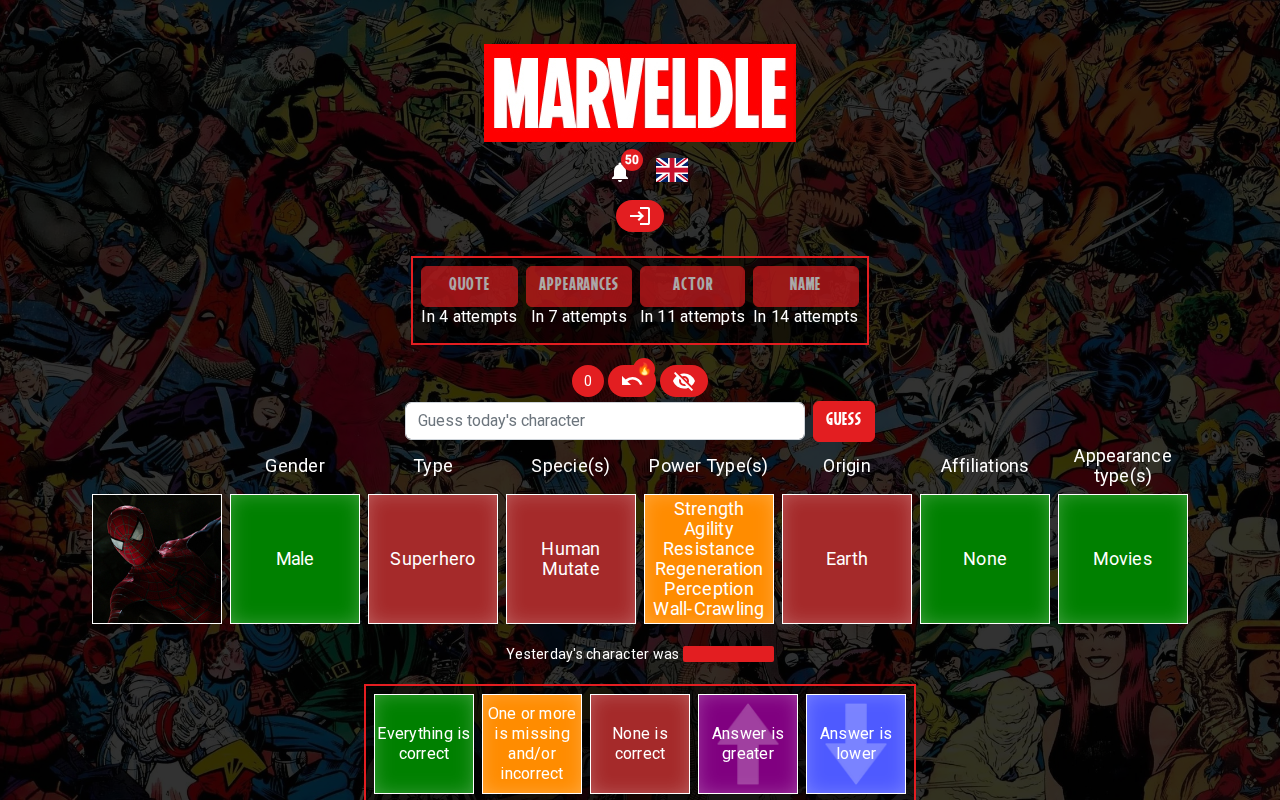 MARVELDLE
50
QUOTE APPEARANCES ACTOR NAME
In 4 attempts In 7 attempts In 11 attempts In 14 attempts
0
Guess today's character GUESS
Gender Type Specie(s) Power Type(s) Origin Affiliations Appearance
type(s)
Male
Superhero
Human
Mutate
Strength
Agility
Resistance
Regeneration
Perception
Wall-Crawling
Earth
None
Movies
Yesterday's character was
Everything is
correct
One or more
is missing
and/or
incorrect
None is
correct
Answer is
greater
Answer is
lower